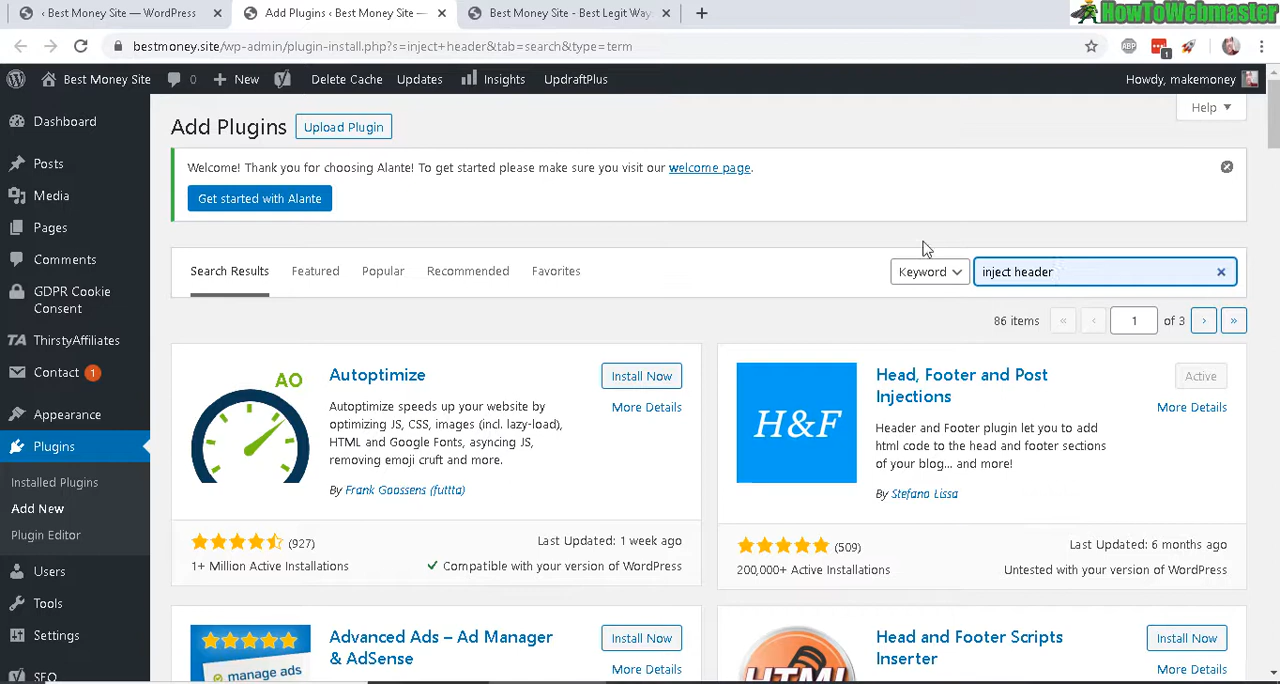 ‹ Best Money Site — WordPress
Add Plugins ‹ Best Money Site —
Best Money Site - Best Legit Way
HowToWebmaster
bestmoney.site/wp-admin/plugin-install.php?s=inject+header&tab=search&type=term
ABP
1
Best Money Site
0
New
Delete Cache
Updates
Insights
UpdraftPlus
Howdy, makemoney
Dashboard
Posts
Media
Pages
Comments
GDPR Cookie
Consent
TA ThirstyAffiliates
Contact 1
Appearance
Plugins
Installed Plugins
Add New
Plugin Editor
Users
Tools
Settings
SEO
Help
Add Plugins
Upload Plugin
Welcome! Thank you for choosing Alante! To get started please make sure you visit our welcome page.
Get started with Alante
Search Results
Featured
Popular
Recommended
Favorites
Keyword
inject header
86 items « ‹ 1 of 3 › »
AO
Autoptimize
Install Now
More Details
Autoptimize speeds up your website by
optimizing JS, CSS, images (incl. lazy-load),
HTML and Google Fonts, asyncing JS,
removing emoji cruft and more.
By Frank Goossens (futtta)
(927)
1+ Million Active Installations
Last Updated: 1 week ago
Compatible with your version of WordPress
H&F
Head, Footer and Post
Injections
Active
More Details
Header and Footer plugin let you to add
html code to the head and footer sections
of your blog... and more!
By Stefano Lissa
(509)
200,000+ Active Installations
Last Updated: 6 months ago
Untested with your version of WordPress
manage ads
Advanced Ads – Ad Manager
& AdSense
Install Now
More Details
HTML
Head and Footer Scripts
Inserter
Install Now
More Details